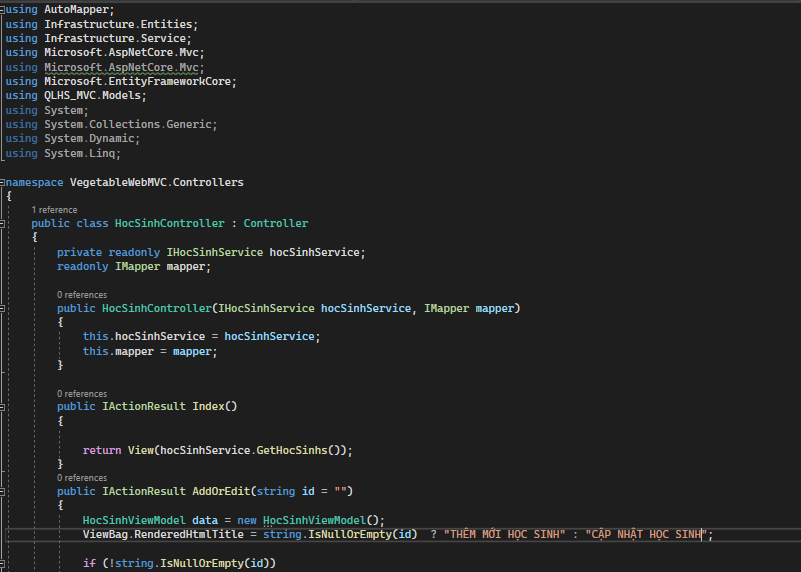 using AutoMapper;
using Infrastructure.Entities;
using Infrastructure.Service;
using Microsoft.AspNetCore.Mvc;
using Microsoft.AspNetCore.Mvc;
using Microsoft.EntityFrameworkCore;
using QLHS_MVC.Models;
using System;
using System.Collections.Generic;
using System.Dynamic;
using System.Linq;
namespace VegetableWebMVC.Controllers
{
1 reference
public class HocSinhController : Controller
{
private readonly IHocSinhService hocSinhService;
readonly IMapper mapper;
0 references
public HocSinhController(IHocSinhService hocSinhService, IMapper mapper)
{
this.hocSinhService = hocSinhService;
this.mapper = mapper;
}
0 references
public IActionResult Index()
{
return View(hocSinhService.GetHocSinhs());
}
0 references
public IActionResult AddOrEdit(string id = "")
{
HocSinhViewModel data = new HocSinhViewModel();
ViewBag.RenderedHtmlTitle = string.IsNullOrEmpty(id) ? "THÊM MỚI HỌC SINH" : "CẬP NHẬT HỌC SINH";
if (!string.IsNullOrEmpty(id))